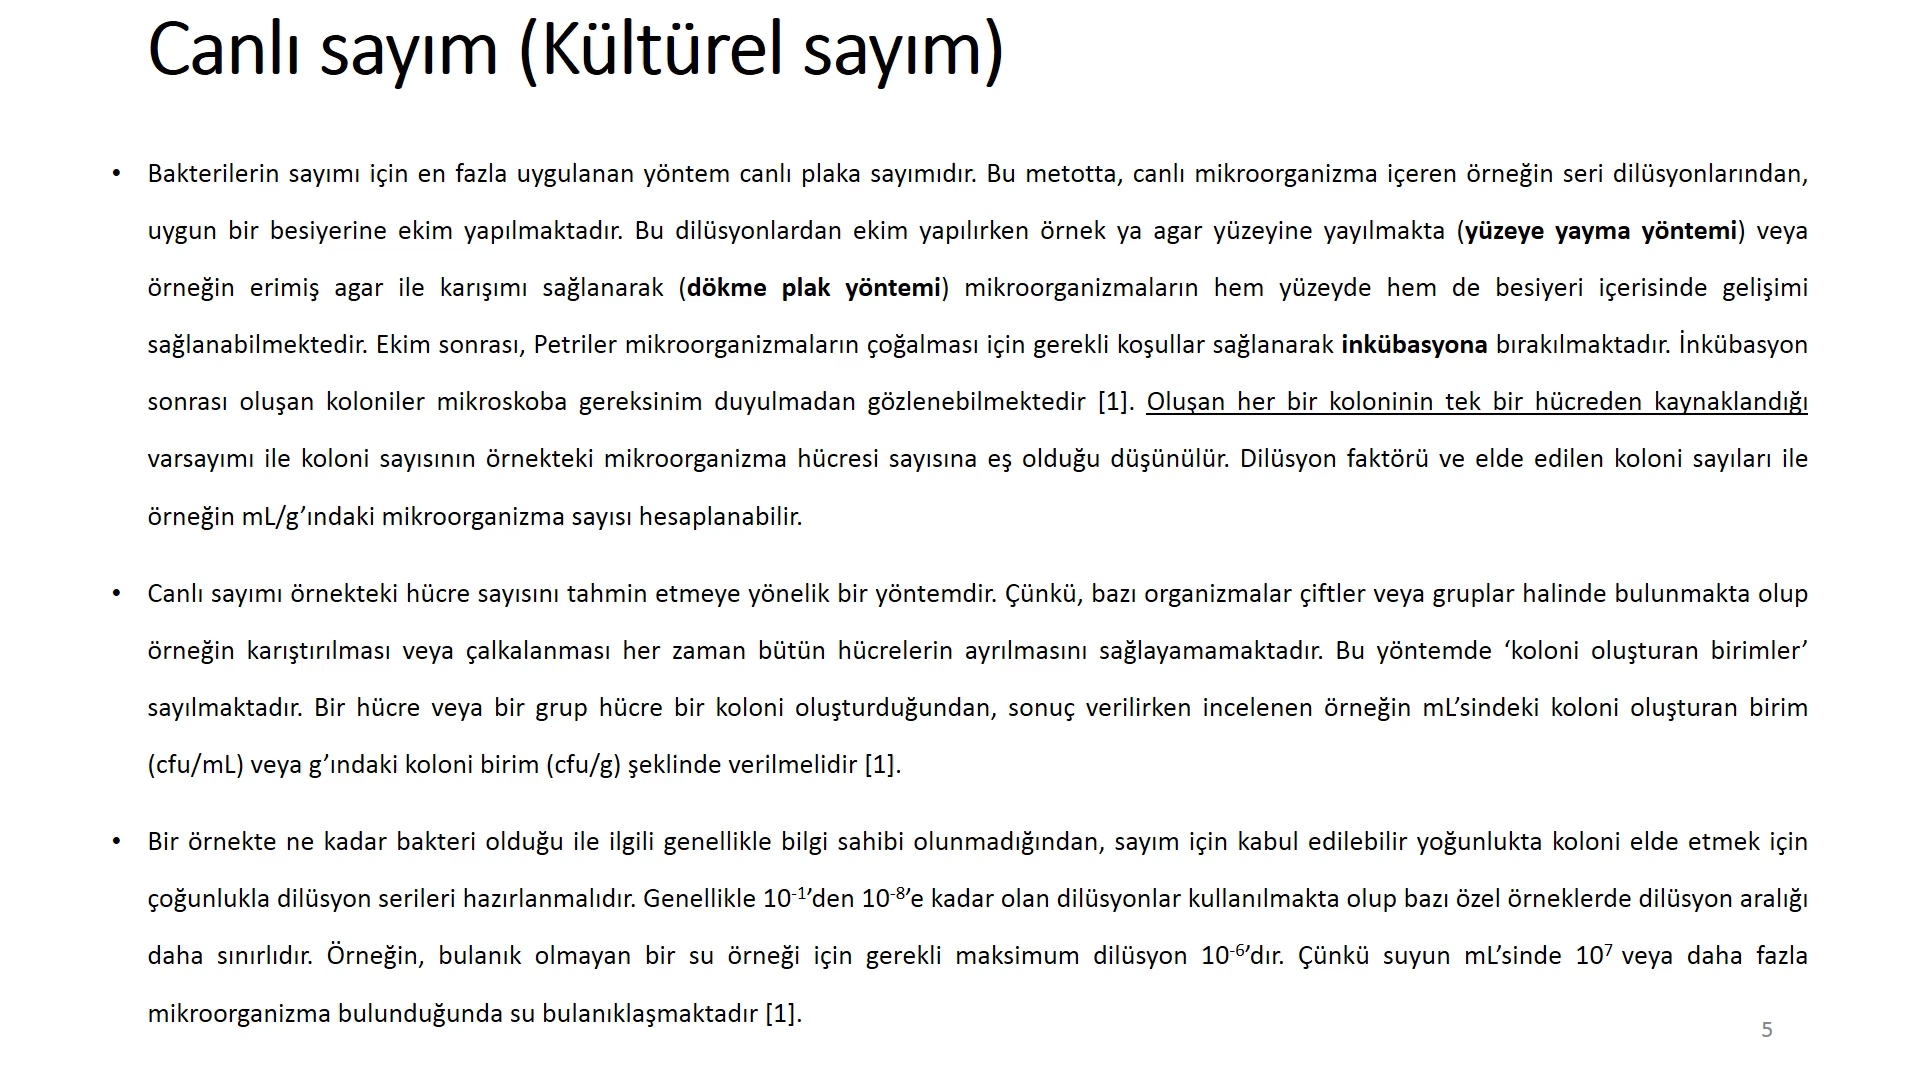 Canlı sayım (Kültürel sayım)
• Bakterilerin sayımı için en fazla uygulanan yöntem canlı plaka sayımıdır. Bu metotta, canlı mikroorganizma içeren örneğin seri dilüsyonlarından,
uygun bir besiyerine ekim yapılmaktadır. Bu dilüsyonlardan ekim yapılırken örnek ya agar yüzeyine yayılmakta (yüzeye yayma yöntemi) veya
örneğin erimiş agar ile karışımı sağlanarak (dökme plak yöntemi) mikroorganizmaların hem yüzeyde hem de besiyeri içerisinde gelişimi
sağlanabilmektedir. Ekim sonrası, Petriler mikroorganizmaların çoğalması için gerekli koşullar sağlanarak inkübasyona bırakılmaktadır. İnkübasyon
sonrası oluşan koloniler mikroskoba gereksinim duyulmadan gözlenebilmektedir [1]. Oluşan her bir koloninin tek bir hücreden kaynaklandığı
varsayımı ile koloni sayısının örnekteki mikroorganizma hücresi sayısına eş olduğu düşünülür. Dilüsyon faktörü ve elde edilen koloni sayıları ile
örneğin mL/g’ındaki mikroorganizma sayısı hesaplanabilir.
• Canlı sayımı örnekteki hücre sayısını tahmin etmeye yönelik bir yöntemdir. Çünkü, bazı organizmalar çiftler veya gruplar halinde bulunmakta olup
örneğin karıştırılması veya çalkalanması her zaman bütün hücrelerin ayrılmasını sağlayamamaktadır. Bu yöntemde ‘koloni oluşturan birimler’
sayılmaktadır. Bir hücre veya bir grup hücre bir koloni oluşturduğundan, sonuç verilirken incelenen örneğin mL’sindeki koloni oluşturan birim
(cfu/mL) veya g’ındaki koloni birim (cfu/g) şeklinde verilmelidir [1].
• Bir örnekte ne kadar bakteri olduğu ile ilgili genellikle bilgi sahibi olunmadığından, sayım için kabul edilebilir yoğunlukta koloni elde etmek için
çoğunlukla dilüsyon serileri hazırlanmalıdır. Genellikle 10⁻¹’den 10⁻⁸’e kadar olan dilüsyonlar kullanılmakta olup bazı özel örneklerde dilüsyon aralığı
daha sınırlıdır. Örneğin, bulanık olmayan bir su örneği için gerekli maksimum dilüsyon 10⁻⁶’dır. Çünkü suyun mL’sinde 10⁷ veya daha fazla
mikroorganizma bulunduğunda su bulanıklaşmaktadır [1].
5